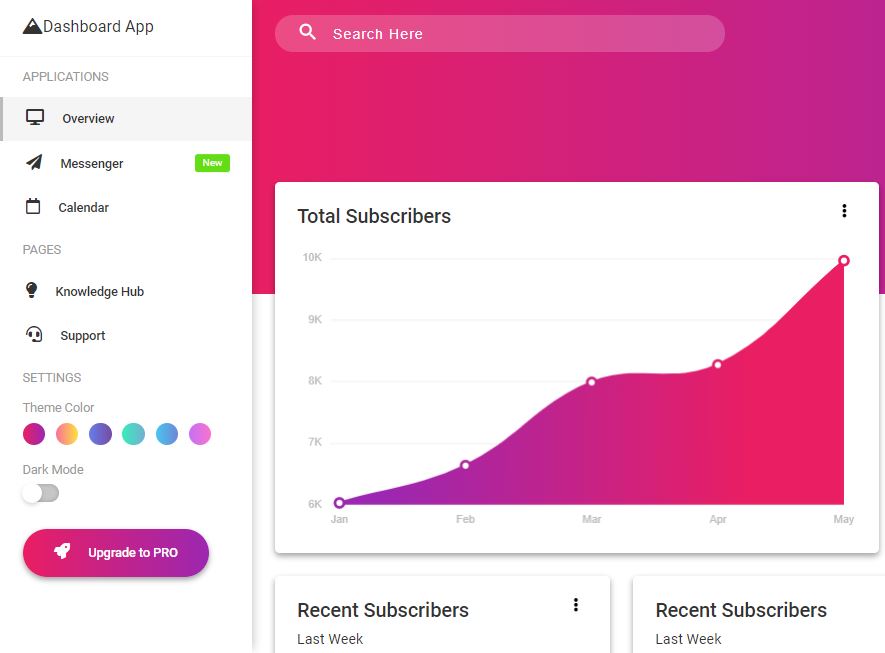 Dashboard App
APPLICATIONS
Overview
Messenger New
Calendar
PAGES
Knowledge Hub
Support
SETTINGS
Theme Color
Dark Mode
Upgrade to PRO
Search Here
Total Subscribers
10K
9K
8K
7K
6K
Jan Feb Mar Apr May
Recent Subscribers
Last Week
Recent Subscribers
Last Week